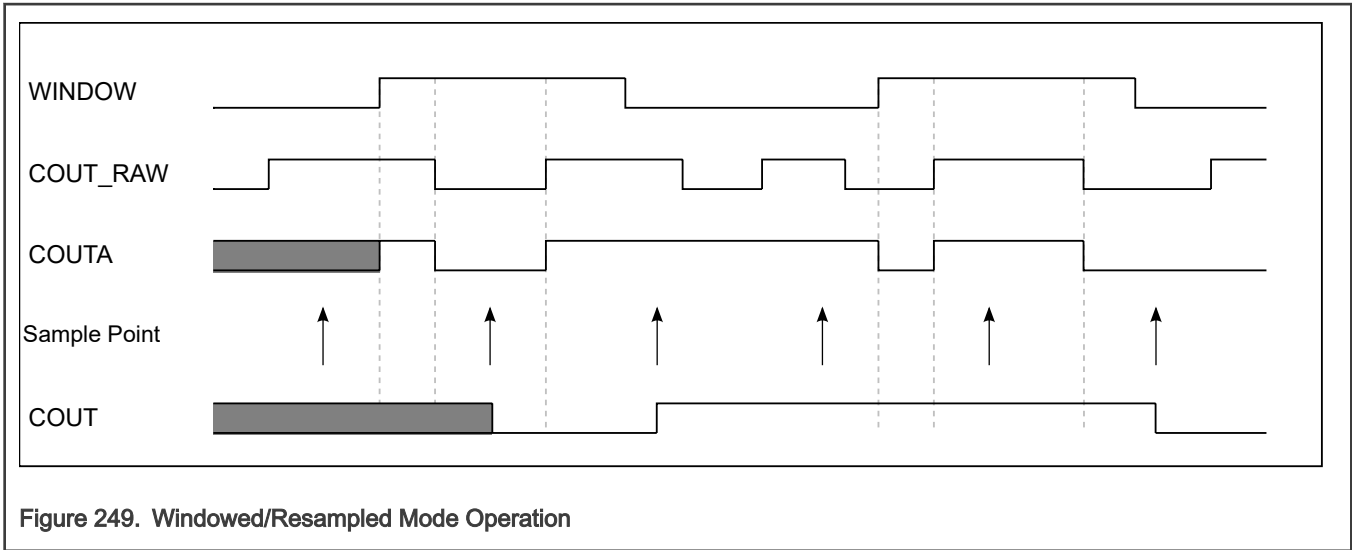 WINDOW
COUT_RAW
COUTA
Sample Point
COUT
Figure 249. Windowed/Resampled Mode Operation